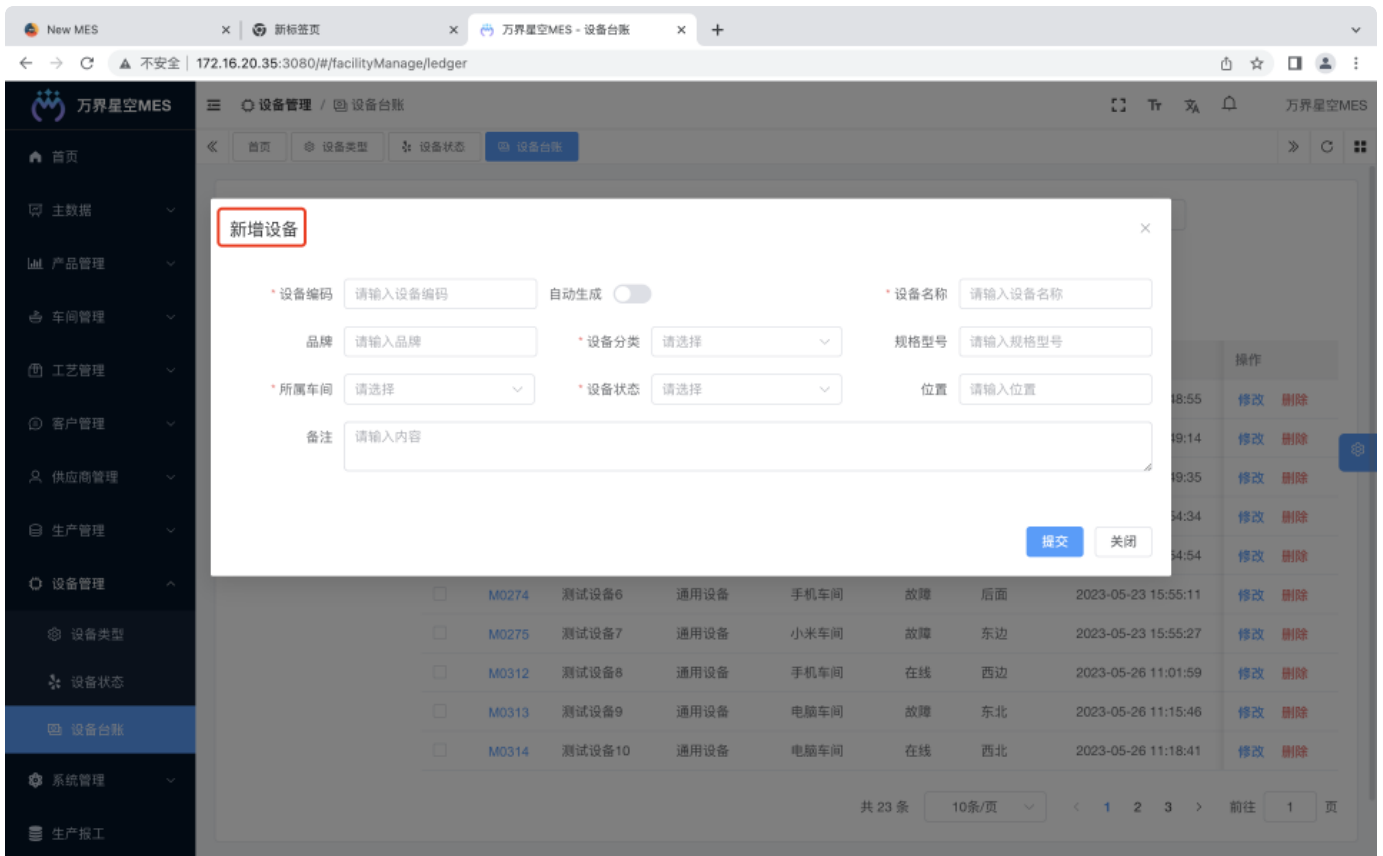 New MES
新标签页
万界星空MES - 设备台账
不安全 172.16.20.35:3080/#/facilityManage/ledger
万界星空MES
设备管理 / 设备台账
万界星空MES
首页 设备类型 设备状态 设备台账
首页
主数据
产品管理
车间管理
工艺管理
客户管理
供应商管理
生产管理
设备管理
设备类型
设备状态
设备台账
系统管理
生产报工
新增设备
* 设备编码 请输入设备编码 自动生成 * 设备名称 请输入设备名称
品牌 请输入品牌 * 设备分类 请选择 规格型号 请输入规格型号
* 所属车间 请选择 * 设备状态 请选择 位置 请输入位置
备注 请输入内容
提交 关闭
操作
48:55 修改 删除
49:14 修改 删除
49:35 修改 删除
54:34 修改 删除
54:54 修改 删除
M0274 测试设备6 通用设备 手机车间 故障 后面 2023-05-23 15:55:11 修改 删除
M0275 测试设备7 通用设备 小米车间 故障 东边 2023-05-23 15:55:27 修改 删除
M0312 测试设备8 通用设备 手机车间 在线 西边 2023-05-26 11:01:59 修改 删除
M0313 测试设备9 通用设备 电脑车间 故障 东北 2023-05-26 11:15:46 修改 删除
M0314 测试设备10 通用设备 电脑车间 在线 西北 2023-05-26 11:18:41 修改 删除
共 23 条 10条/页 1 2 3 前往 1 页